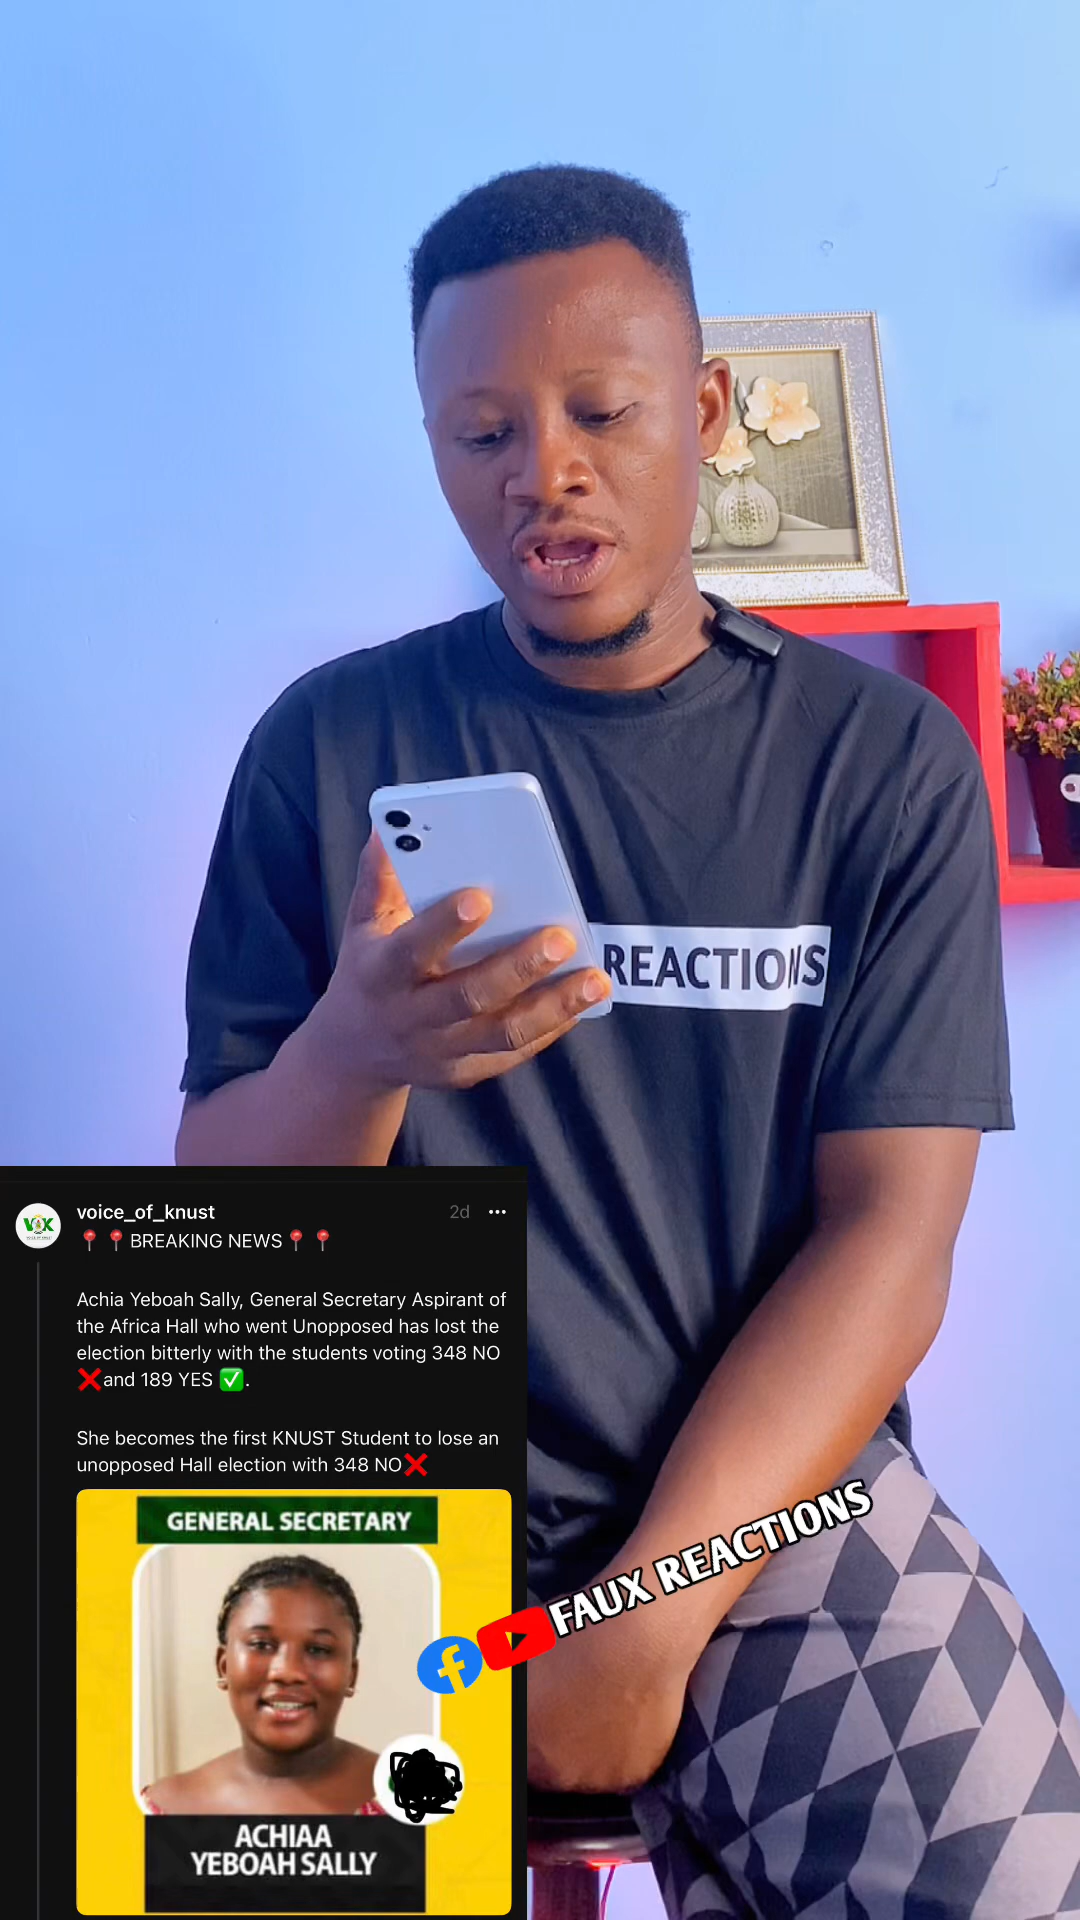 REACTIONS
voice_of_knust
2d
VOK
📍📍BREAKING NEWS📍📍
Achia Yeboah Sally, General Secretary Aspirant of
the Africa Hall who went Unopposed has lost the
election bitterly with the students voting 348 NO
❌and 189 YES ✅.
She becomes the first KNUST Student to lose an
unopposed Hall election with 348 NO❌
GENERAL SECRETARY
FAUX REACTIONS
ACHIAA
YEBOAH SALLY